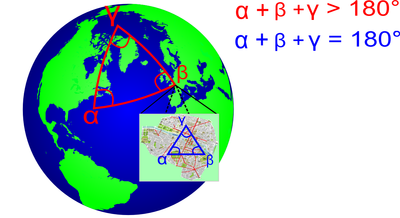 α + β + γ > 180°
α + β + γ = 180°
γ
β
α
γ
α
β